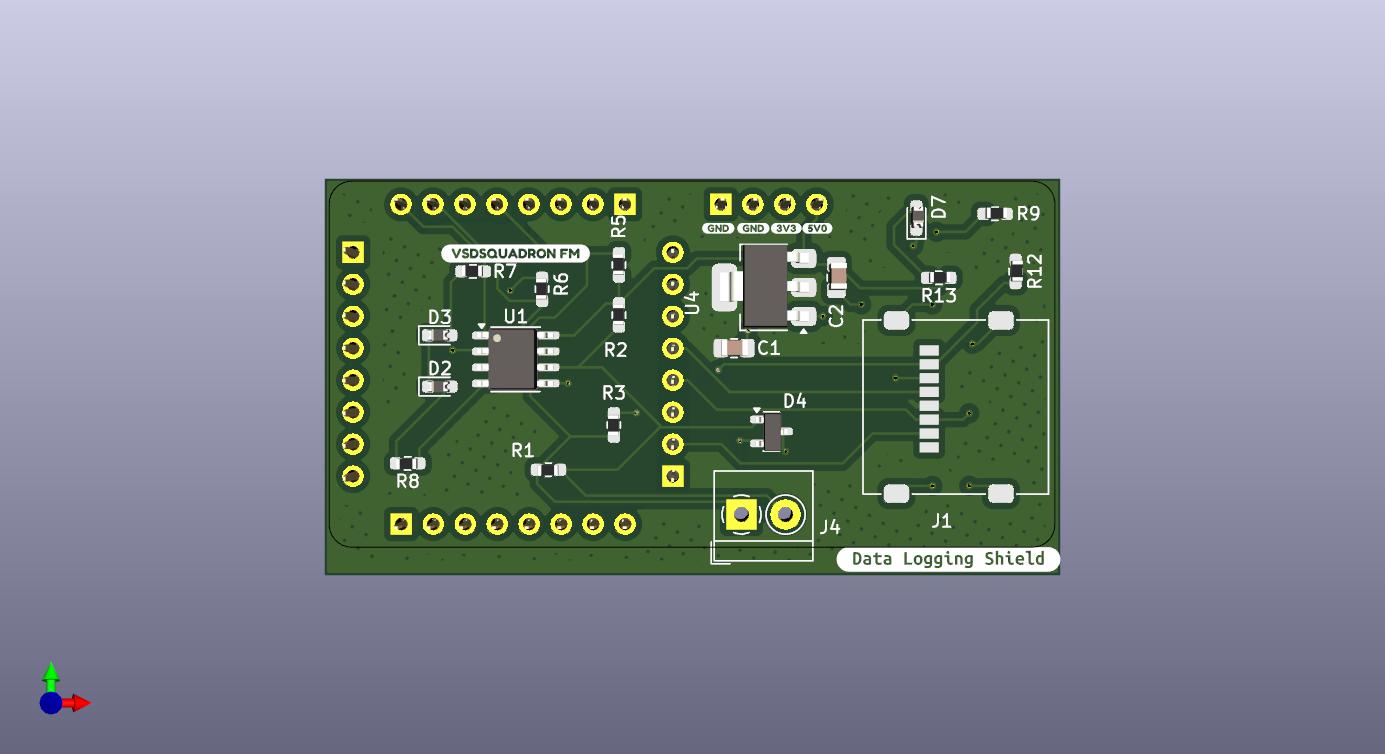 R5
D7
R9
GND GND 3V3 5V0
VSDSQUADRON FM
R7
R6
R12
R13
U4
C2
D3
U1
R2
C1
D2
R3
D4
R1
R8
J1
J4
Data Logging Shield